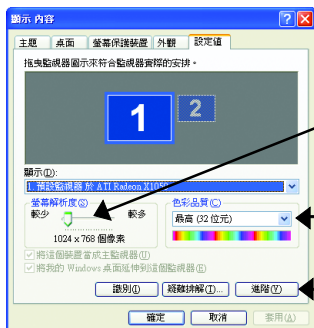 顯示 內容
主題 桌面 螢幕保護裝置 外觀 設定值
拖曳監視器圖示來符合監視器實際的安排。
1 2
顯示(D):
1. 預設監視器 於 ATI Radeon X1050
螢幕解析度(S) 色彩品質(C)
較少 較多 最高 (32 位元)
1024 x 768 個像素
將這個裝置當成主監視器(U)
將我的 Windows 桌面延伸到這個監視器(E)
識別(I) 疑難排解(T)... 進階(V)
確定 取消 套用(A)